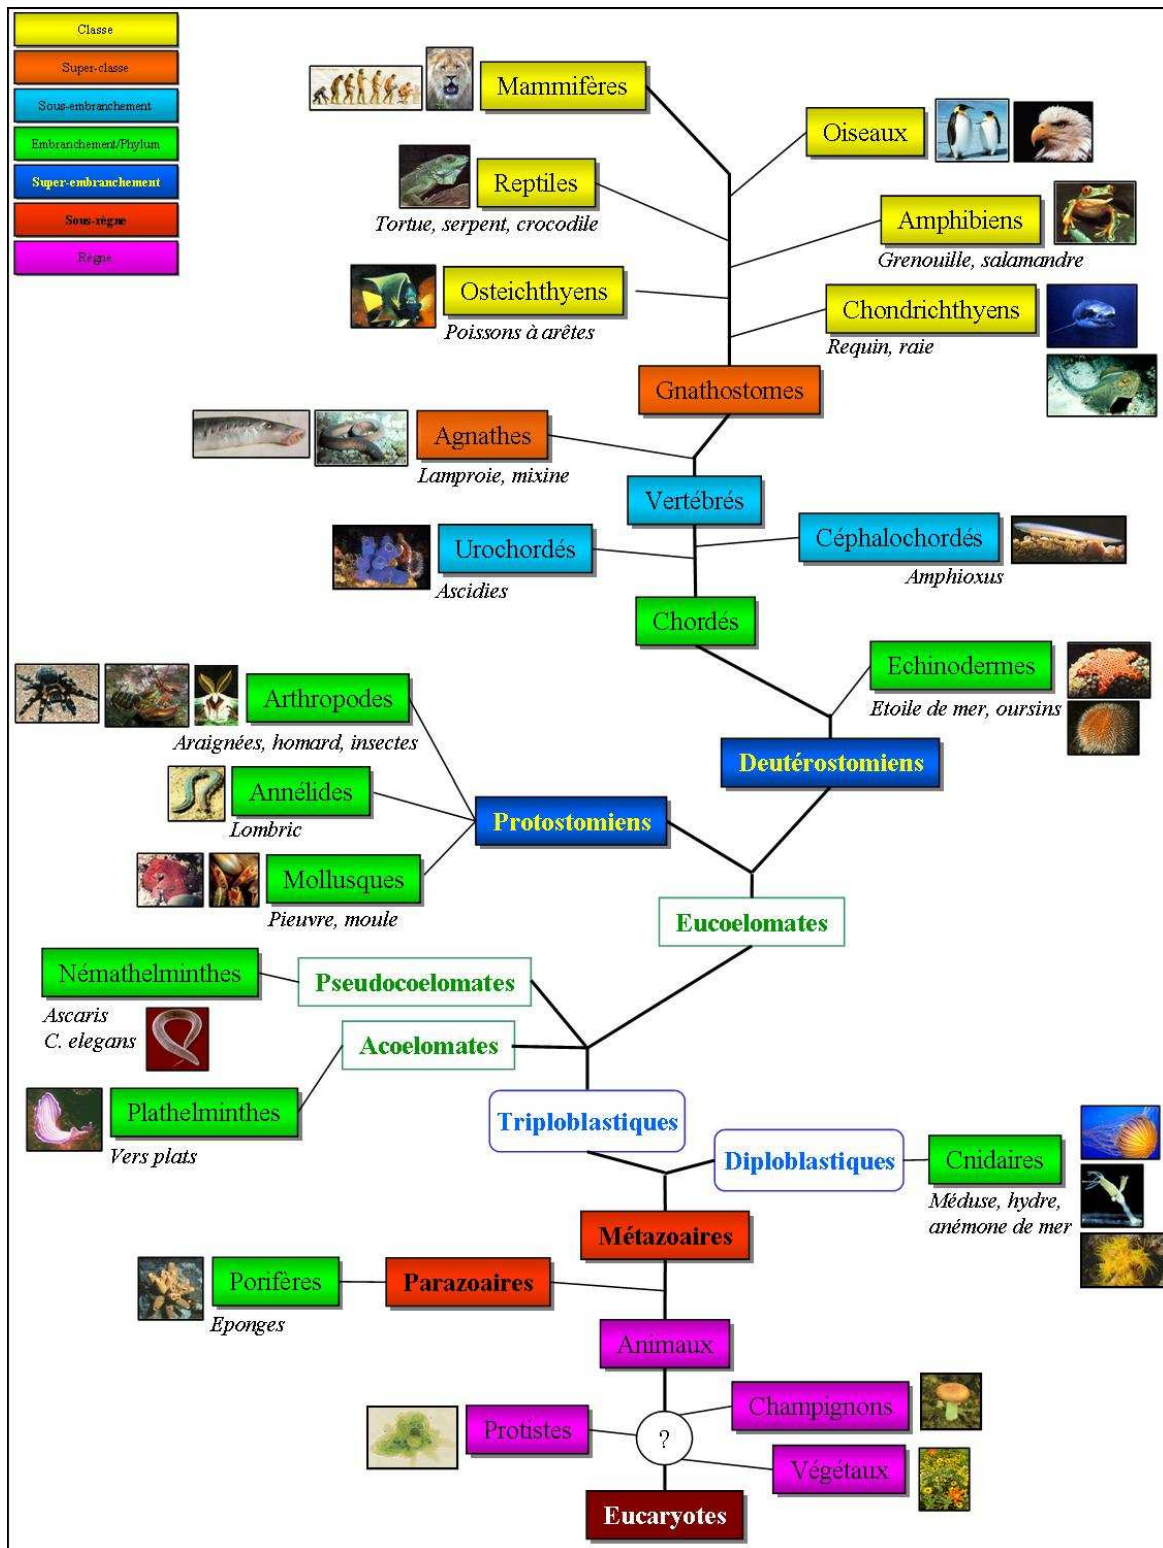 Classe
Super-classe
Sous-embranchement
Embranchement/Phylum
Super-embranchement
Sous-règne
Règne
Mammifères
Oiseaux
Reptiles
Tortue, serpent, crocodile
Amphibiens
Grenouille, salamandre
Osteichthyens
Poissons à arêtes
Chondrichthyens
Requin, raie
Gnathostomes
Agnathes
Lamproie, mixine
Vertébrés
Urochordés
Ascidies
Céphalochordés
Amphioxus
Chordés
Echinodermes
Etoile de mer, oursins
Arthropodes
Araignées, homard, insectes
Deutérostomiens
Annélides
Lombric
Protostomiens
Mollusques
Pieuvre, moule
Eucoelomates
Némathelminthes
Ascaris
C. elegans
Pseudocoelomates
Acoelomates
Plathelminthes
Vers plats
Triploblastiques
Diploblastiques
Cnidaires
Méduse, hydre,
anémone de mer
Métazoaires
Porifères
Eponges
Parazoaires
Animaux
Champignons
Protistes
?
Végétaux
Eucaryotes